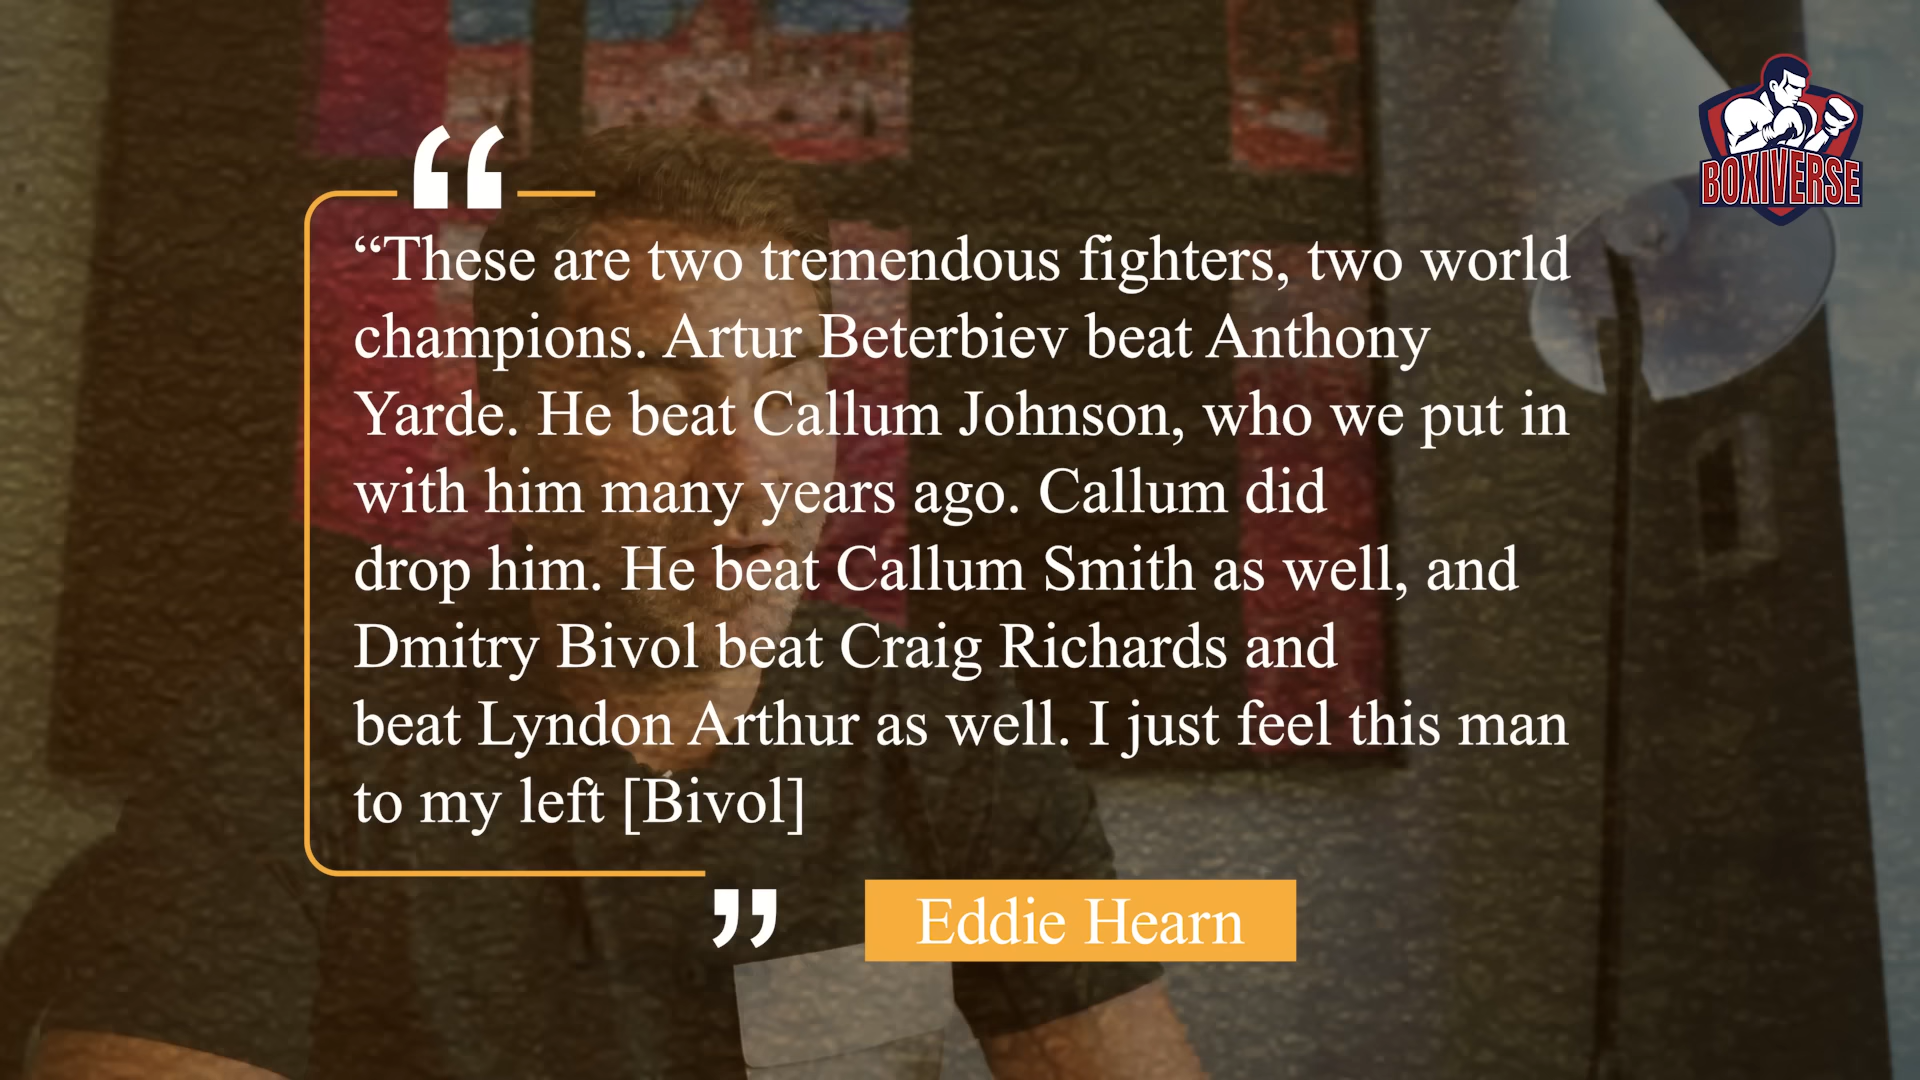 BOXIVERSE
“These are two tremendous fighters, two world
champions. Artur Beterbiev beat Anthony
Yarde. He beat Callum Johnson, who we put in
with him many years ago. Callum did
drop him. He beat Callum Smith as well, and
Dmitry Bivol beat Craig Richards and
beat Lyndon Arthur as well. I just feel this man
to my left [Bivol]
”
Eddie Hearn